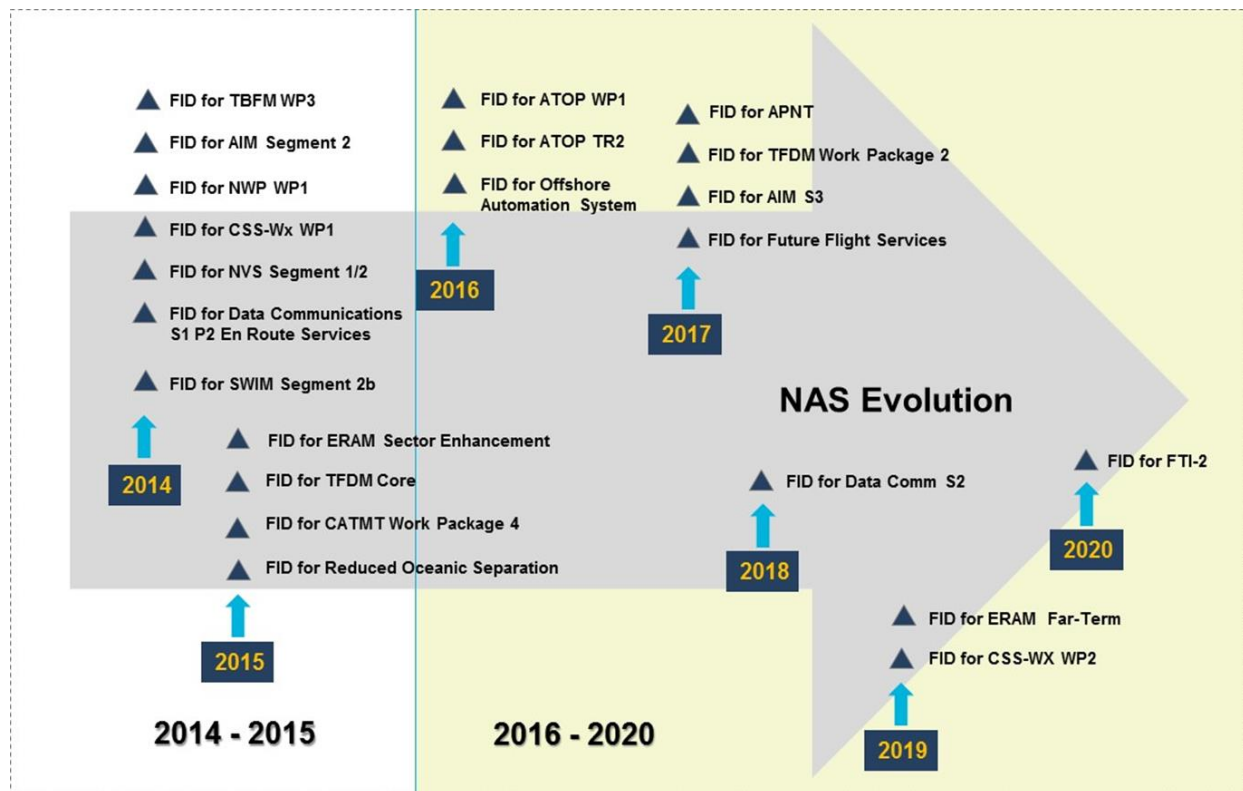 FID for TBFM WP3
FID for AIM Segment 2
FID for NWP WP1
FID for CSS-Wx WP1
FID for NVS Segment 1/2
FID for Data Communications
S1 P2 En Route Services
FID for SWIM Segment 2b
2014
FID for ERAM Sector Enhancement
FID for TFDM Core
FID for CATMT Work Package 4
FID for Reduced Oceanic Separation
2015
2014 - 2015
FID for ATOP WP1
FID for ATOP TR2
FID for Offshore
Automation System
2016
FID for APNT
FID for TFDM Work Package 2
FID for AIM S3
FID for Future Flight Services
2017
NAS Evolution
FID for Data Comm S2
2018
FID for FTI-2
2020
FID for ERAM Far-Term
FID for CSS-WX WP2
2019
2016 - 2020